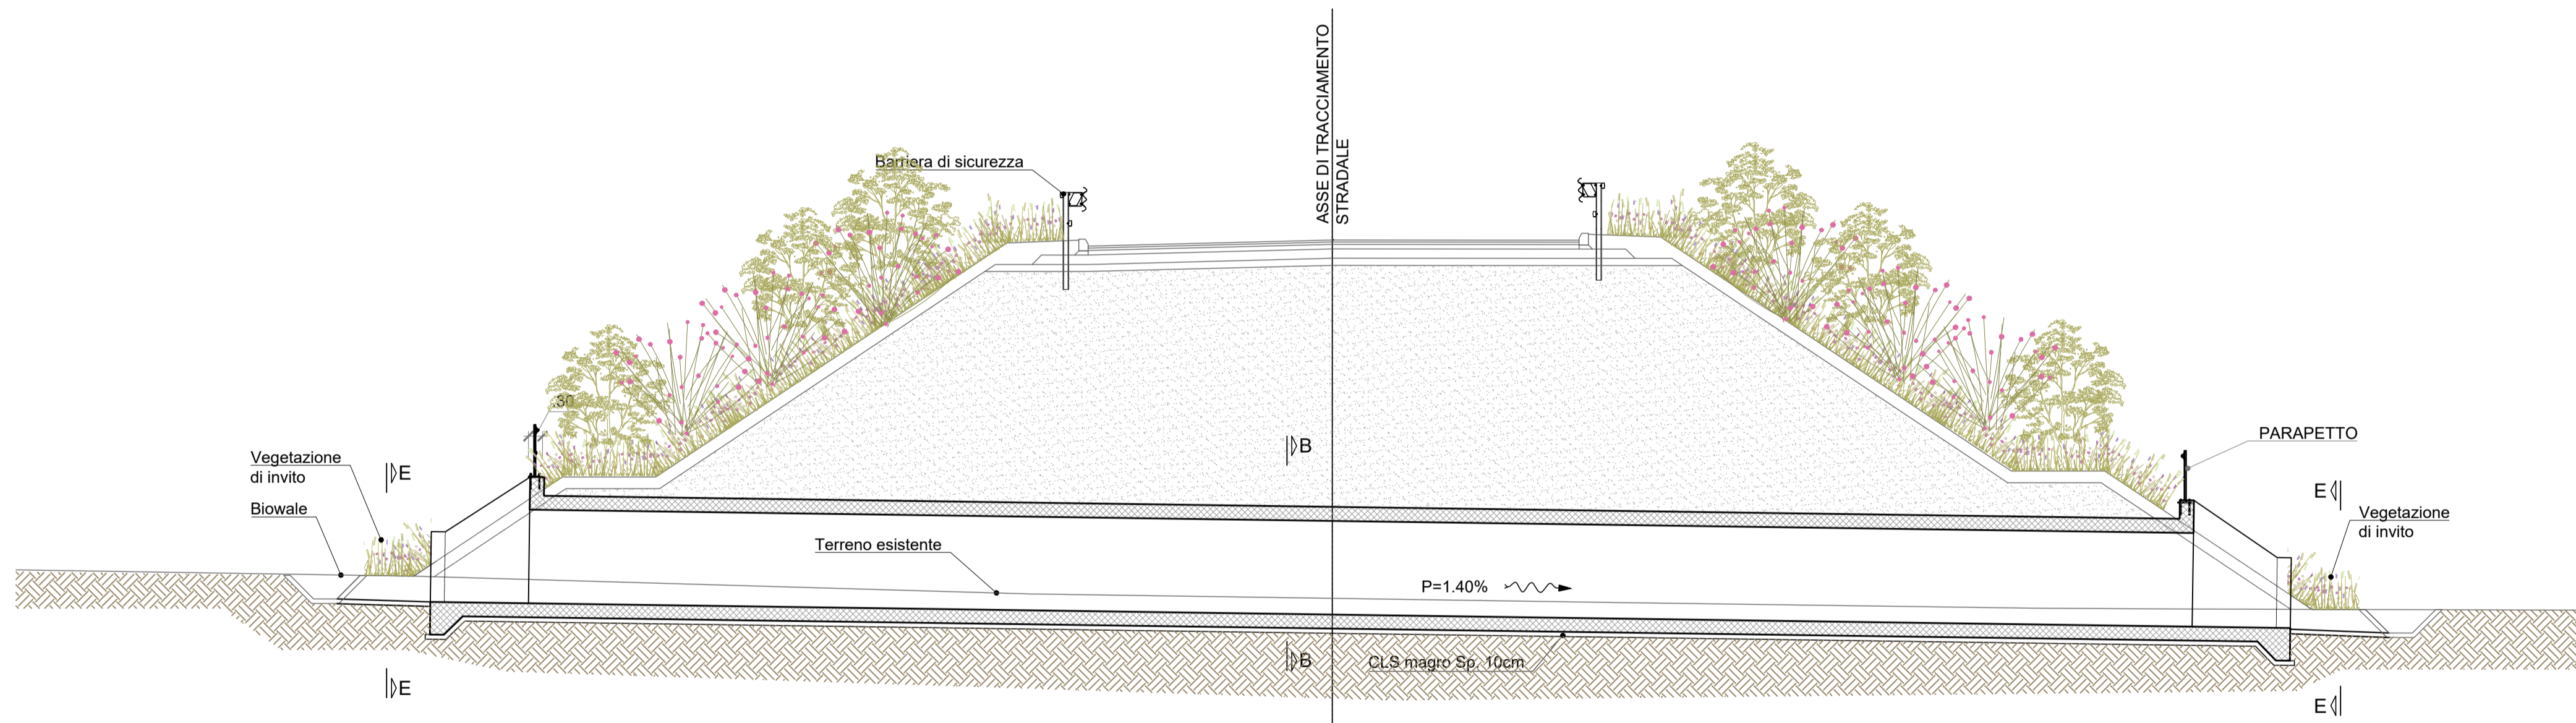 ASSE DI TRACCIAMENTO
STRADALE
Barriera di sicurezza
.30
B
PARAPETTO
Vegetazione
di invito
E
E
Biowale
Vegetazione
di invito
Terreno esistente
P=1.40%
B
CLS magro Sp. 10cm
E
E